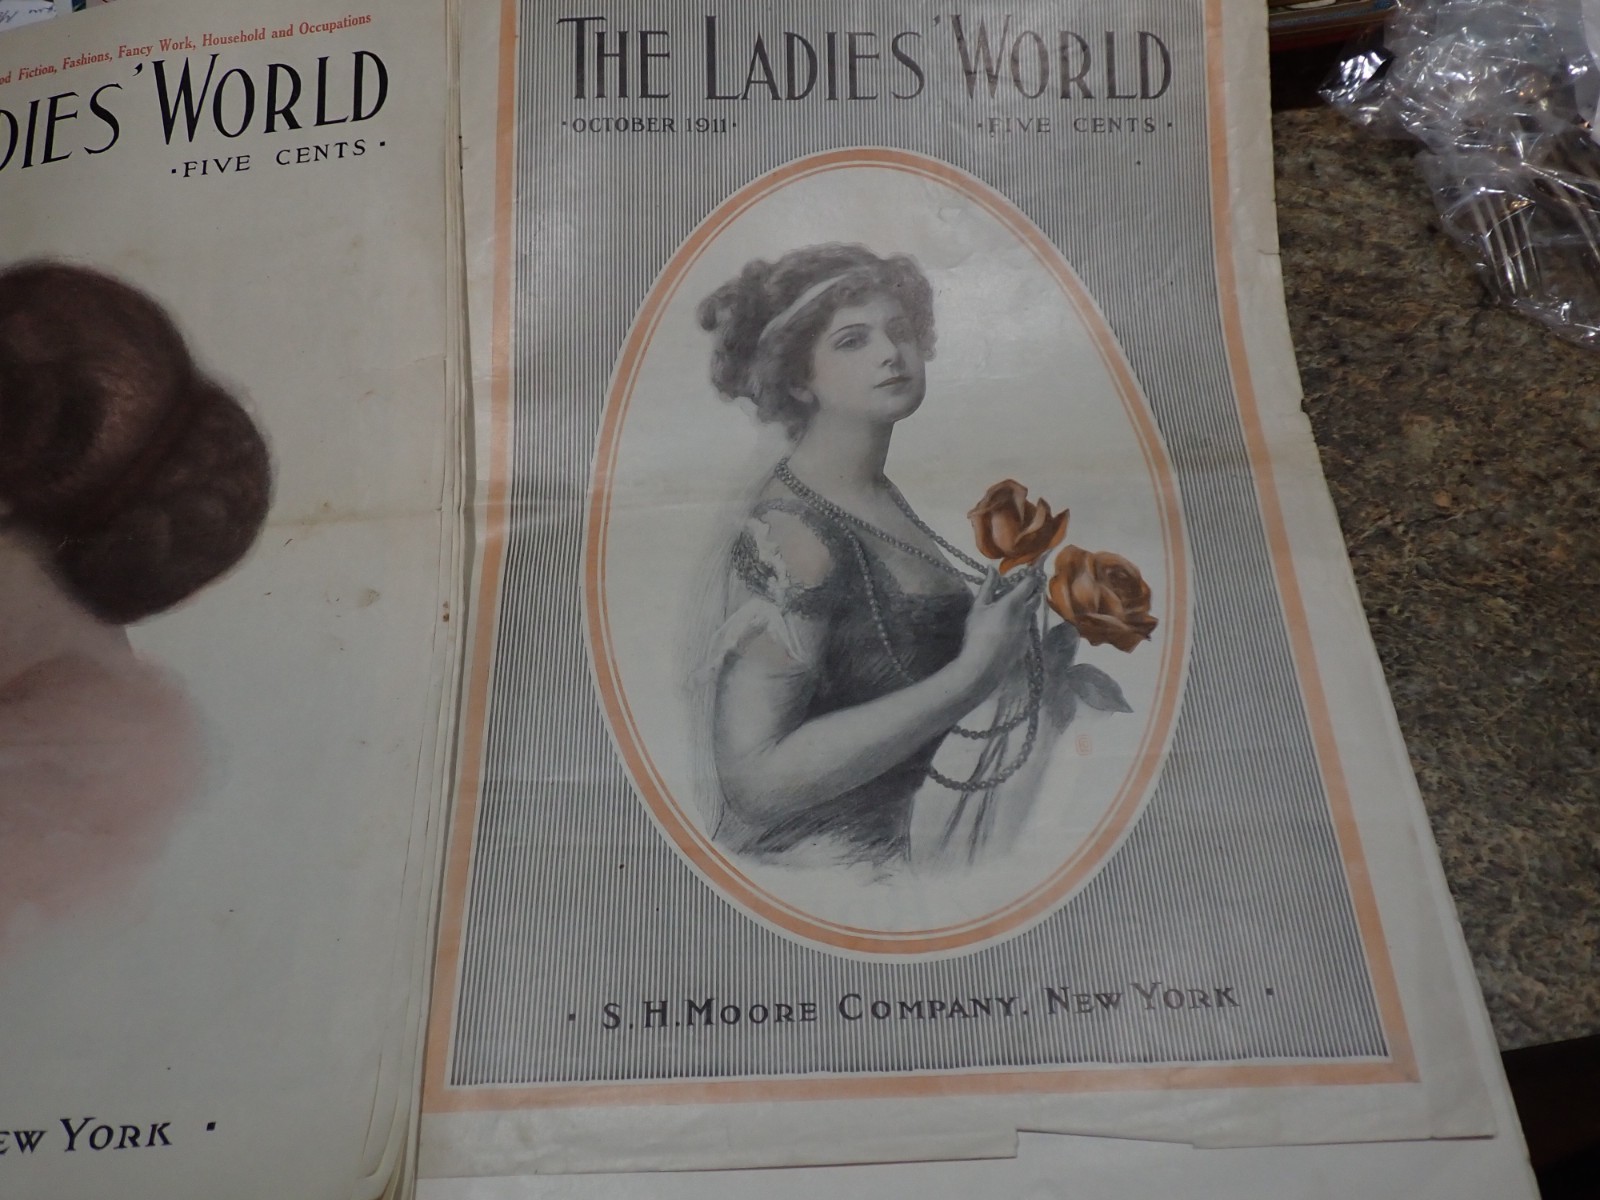 od Fiction, Fashions, Fancy Work, Household and Occupations
DIES' WORLD
·FIVE CENTS·
EW YORK ·
THE LADIES' WORLD
·OCTOBER 1911·
·FIVE CENTS·
· S. H. MOORE COMPANY. NEW YORK ·